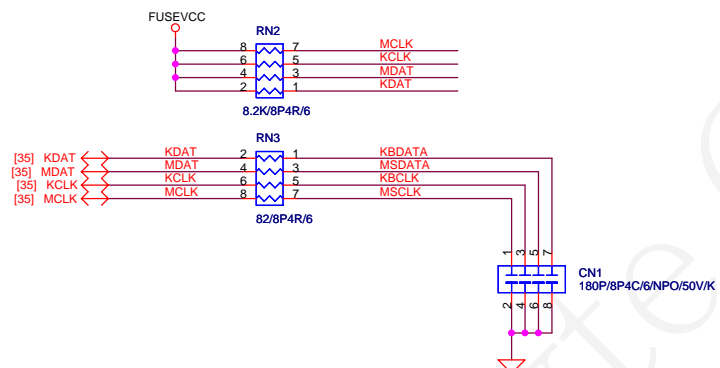 FUSEVCC
RN2
8 7 MCLK
6 5 KCLK
4 3 MDAT
2 1 KDAT
8.2K/8P4R/6
RN3
[35] KDAT KDAT 2 1 KBDATA
[35] MDAT MDAT 4 3 MSDATA
[35] KCLK KCLK 6 5 KBCLK
[35] MCLK MCLK 8 7 MSCLK
82/8P4R/6
1 3 5 7
CN1
180P/8P4C/6/NPO/50V/K
2 4 6 8